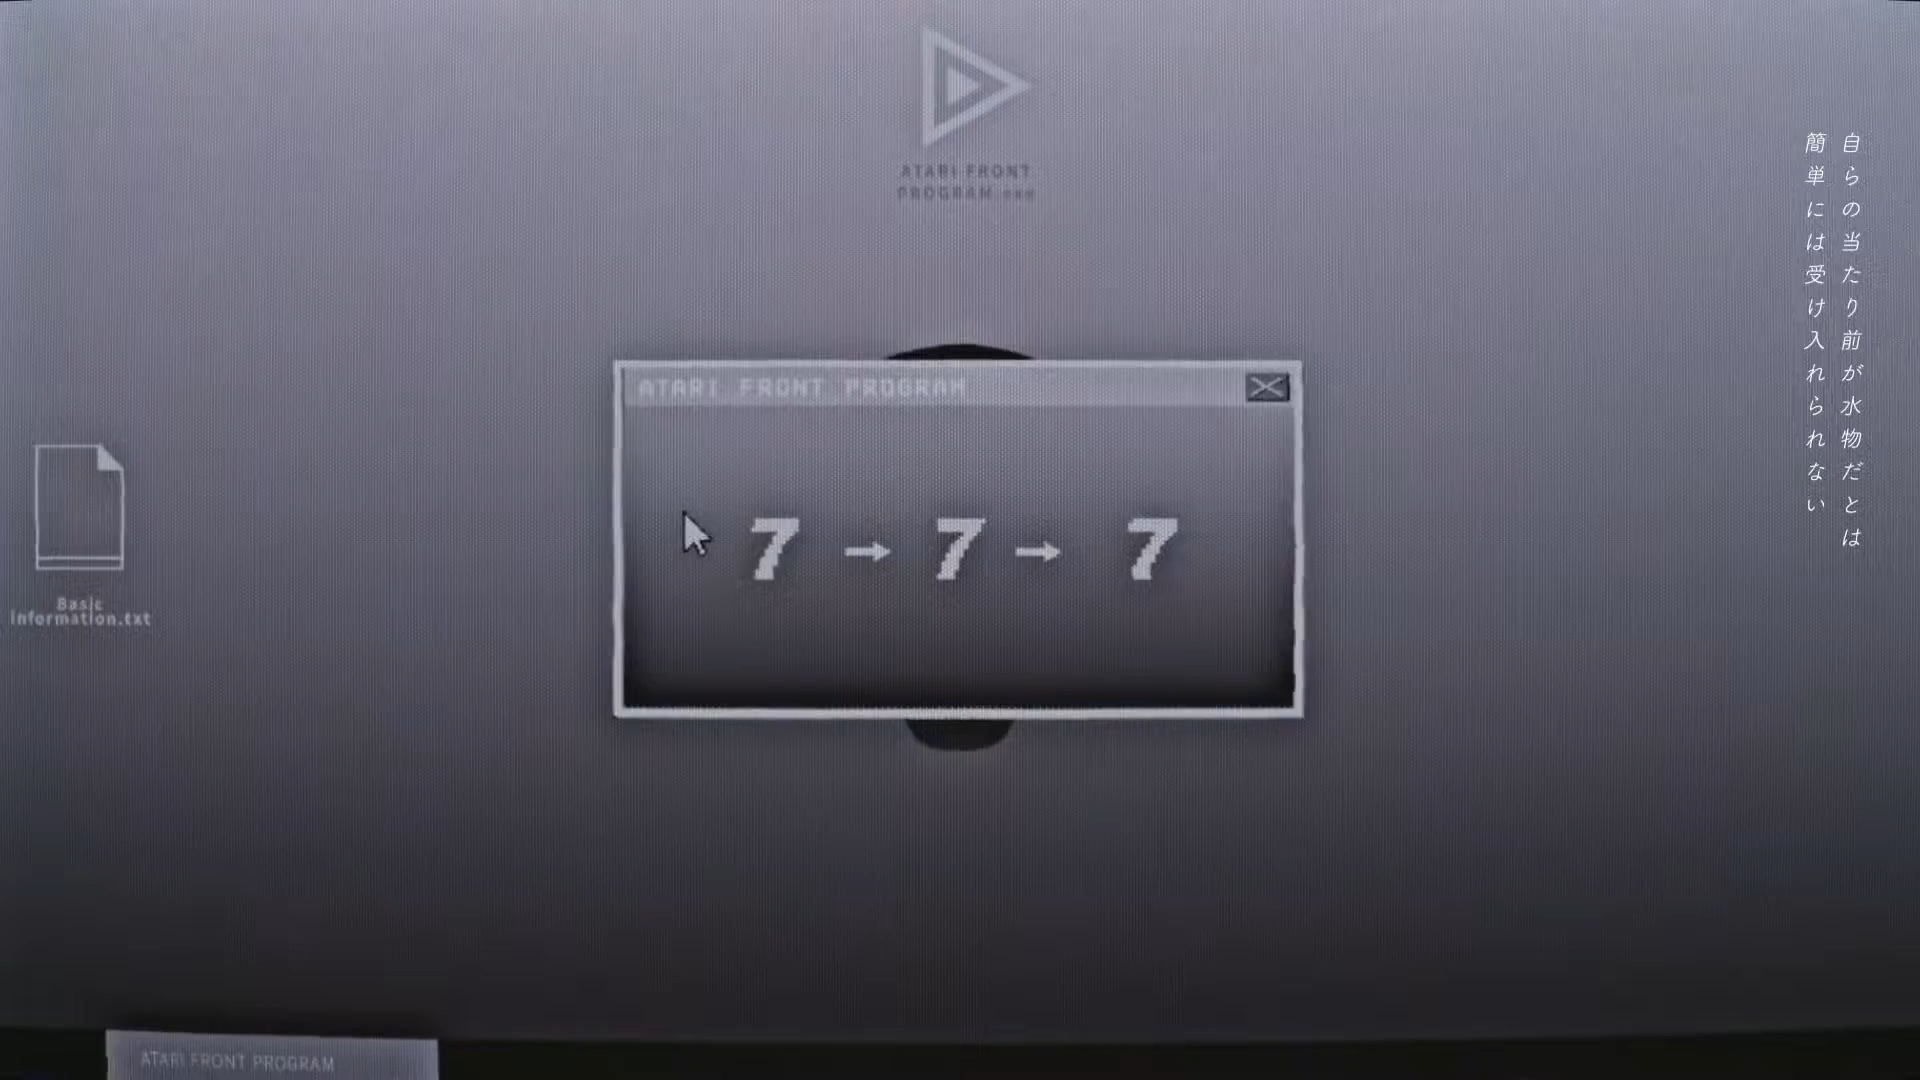 ATARI FRONT
PROGRAM.exe
自らの当たり前が水物だとは
簡単には受け入れられない
ATARI FRONT PROGRAM
7 → 7 → 7
Basic
information.txt
ATARI FRONT PROGRAM